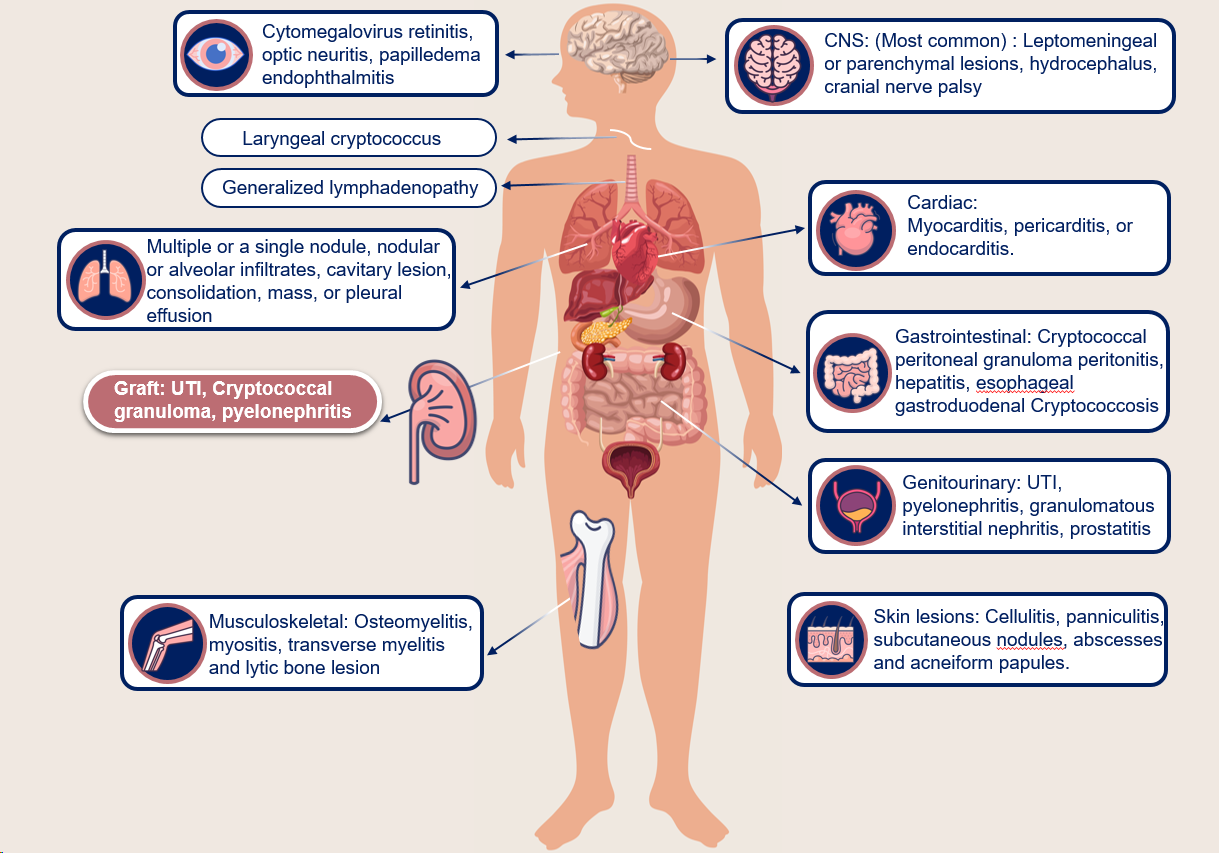 Cytomegalovirus retinitis,
optic neuritis, papilledema
endophthalmitis
CNS: (Most common) : Leptomeningeal
or parenchymal lesions, hydrocephalus,
cranial nerve palsy
Laryngeal cryptococcus
Generalized lymphadenopathy
Cardiac:
Myocarditis, pericarditis, or
endocarditis.
Multiple or a single nodule, nodular
or alveolar infiltrates, cavitary lesion,
consolidation, mass, or pleural
effusion
Gastrointestinal: Cryptococcal
peritoneal granuloma peritonitis,
hepatitis, esophageal
gastroduodenal Cryptococcosis
Graft: UTI, Cryptococcal
granuloma, pyelonephritis
Genitourinary: UTI,
pyelonephritis, granulomatous
interstitial nephritis, prostatitis
Musculoskeletal: Osteomyelitis,
myositis, transverse myelitis
and lytic bone lesion
Skin lesions: Cellulitis, panniculitis,
subcutaneous nodules, abscesses
and acneiform papules.